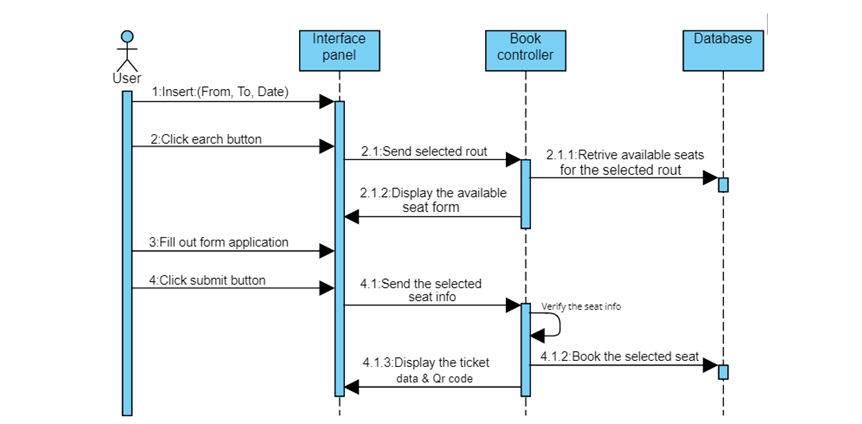 Interface
panel
Book
controller
Database
User
1:Insert:(From, To, Date)
2:Click earch button
2.1:Send selected rout
2.1.1:Retrive available seats
for the selected rout
2.1.2:Display the available
seat form
3:Fill out form application
4:Click submit button
4.1:Send the selected
seat info
Verify the seat info
4.1.2:Book the selected seat
4.1.3:Display the ticket
data & Qr code